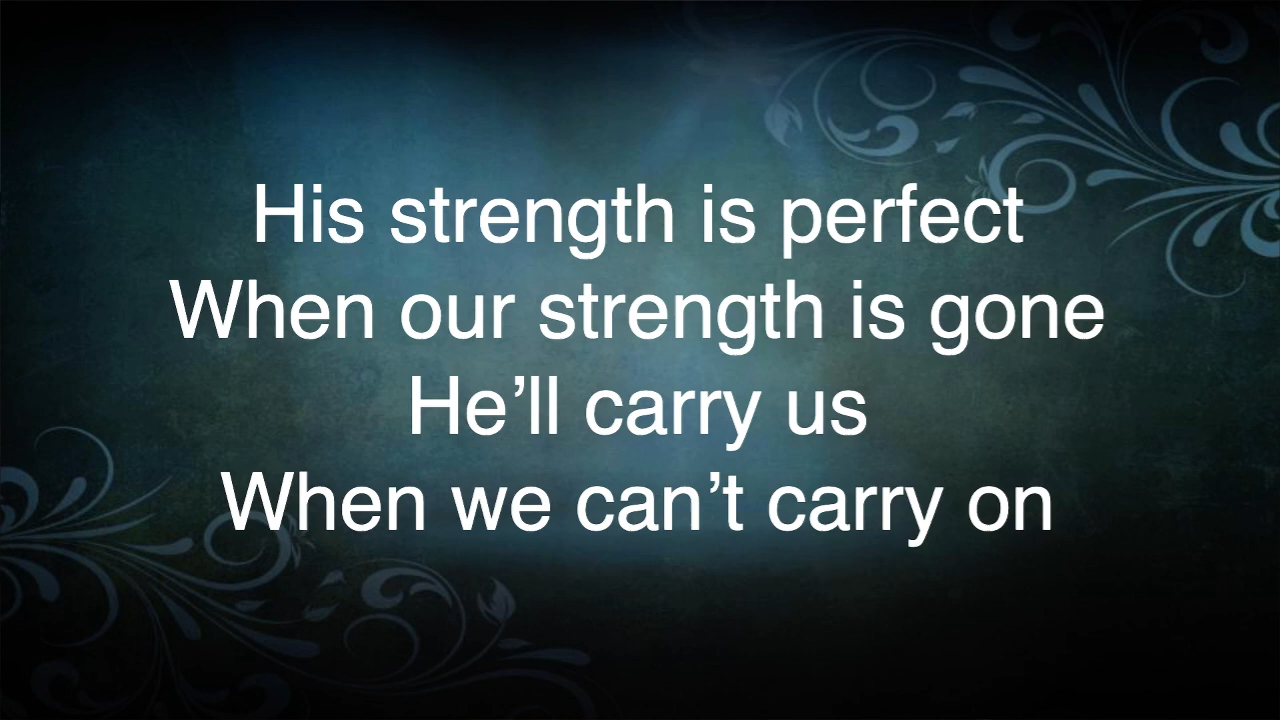 His strength is perfect
When our strength is gone
He’ll carry us
When we can’t carry on